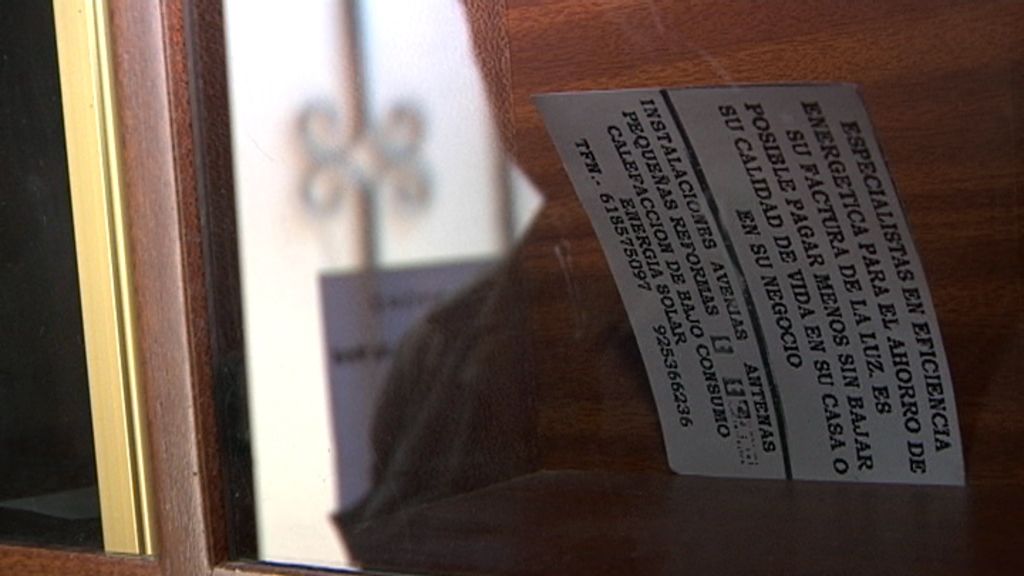 ESPECIALISTAS EN EFICIENCIA
ENERGETICA PARA EL AHORRO DE
SU FACTURA DE LA LUZ. ES
POSIBLE PAGAR MENOS SIN BAJAR
SU CALIDAD DE VIDA EN SU CASA O
EN SU NEGOCIO
INSTALACIONES AVERIAS ANTENAS
PEQUEÑAS REFORMAS
CALEFACCION DE BAJO CONSUMO
ENERGIA SOLAR
TFN.- 618575097 925366236